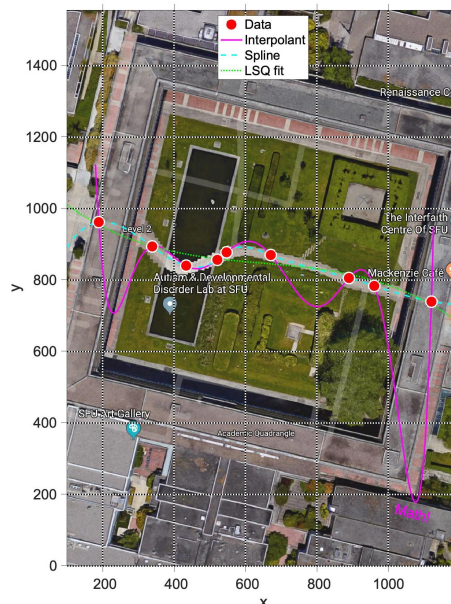 Data
Interpolant
Spline
LSQ fit
1400
1200
1000
800
600
400
200
0
y
200
400
600
800
1000
x
Renaissance C
Level 2
The Interfaith
Centre Of SFU
Mackenzie Café
Autism & Developmental
Disorder Lab at SFU
SFU Art Gallery
Academic Quadrangle
Math!